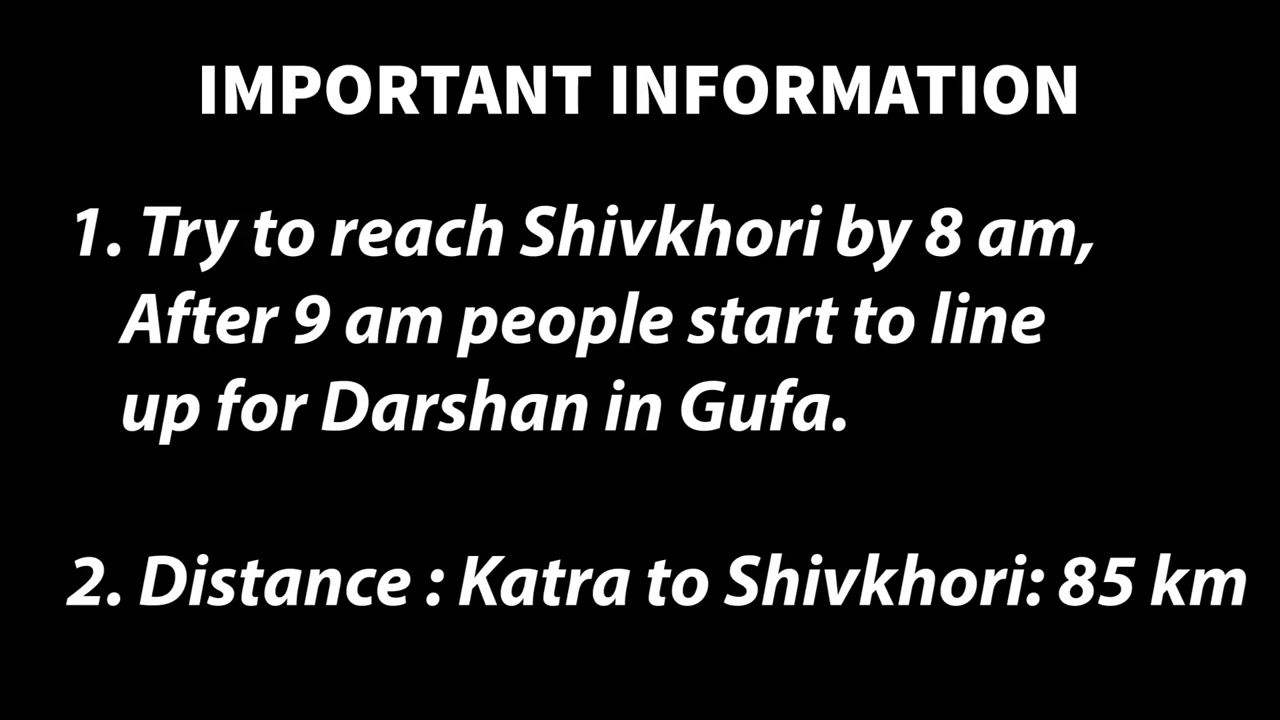 IMPORTANT INFORMATION
1. Try to reach Shivkhori by 8 am,
After 9 am people start to line
up for Darshan in Gufa.
2. Distance : Katra to Shivkhori: 85 km